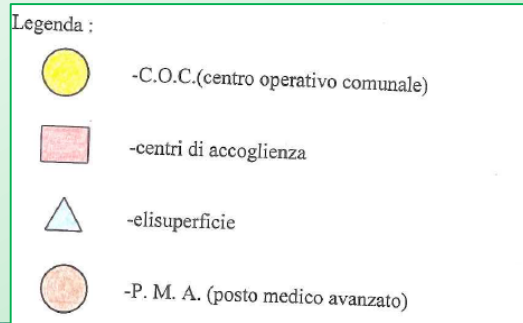 Legenda :
-C.O.C.(centro operativo comunale)
-centri di accoglienza
-elisuperficie
-P. M. A. (posto medico avanzato)